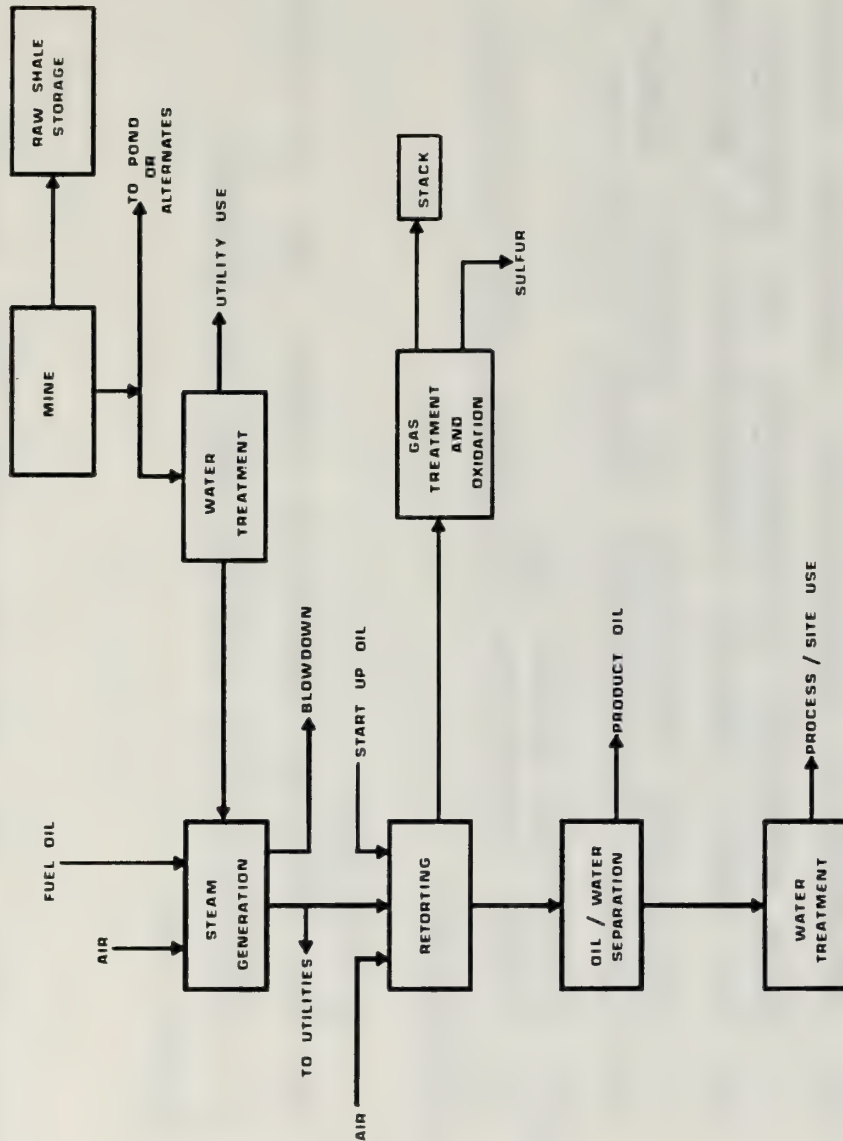 RAW SHALE
STORAGE
MINE
FUEL OIL
AIR
TO POND
OR
ALTERNATES
STEAM
GENERATION
WATER
TREATMENT
UTILITY USE
TO UTILITIES
BLOWDOWN
AIR
START UP OIL
RETORTING
GAS
TREATMENT
AND
OXIDATION
STACK
SULFUR
OIL / WATER
SEPARATION
PRODUCT OIL
WATER
TREATMENT
PROCESS / SITE USE